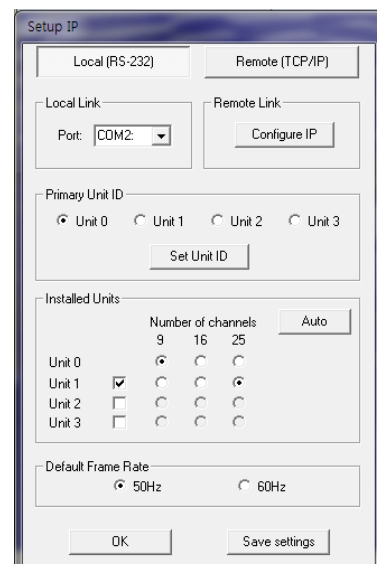 Setup IP
Local (RS-232) Remote (TCP/IP)
Local Link Remote Link
Port: COM2: Configure IP
Primary Unit ID
Unit 0 Unit 1 Unit 2 Unit 3
Set Unit ID
Installed Units
Number of channels Auto
9 16 25
Unit 0
Unit 1
Unit 2
Unit 3
Default Frame Rate
50Hz 60Hz
OK Save settings